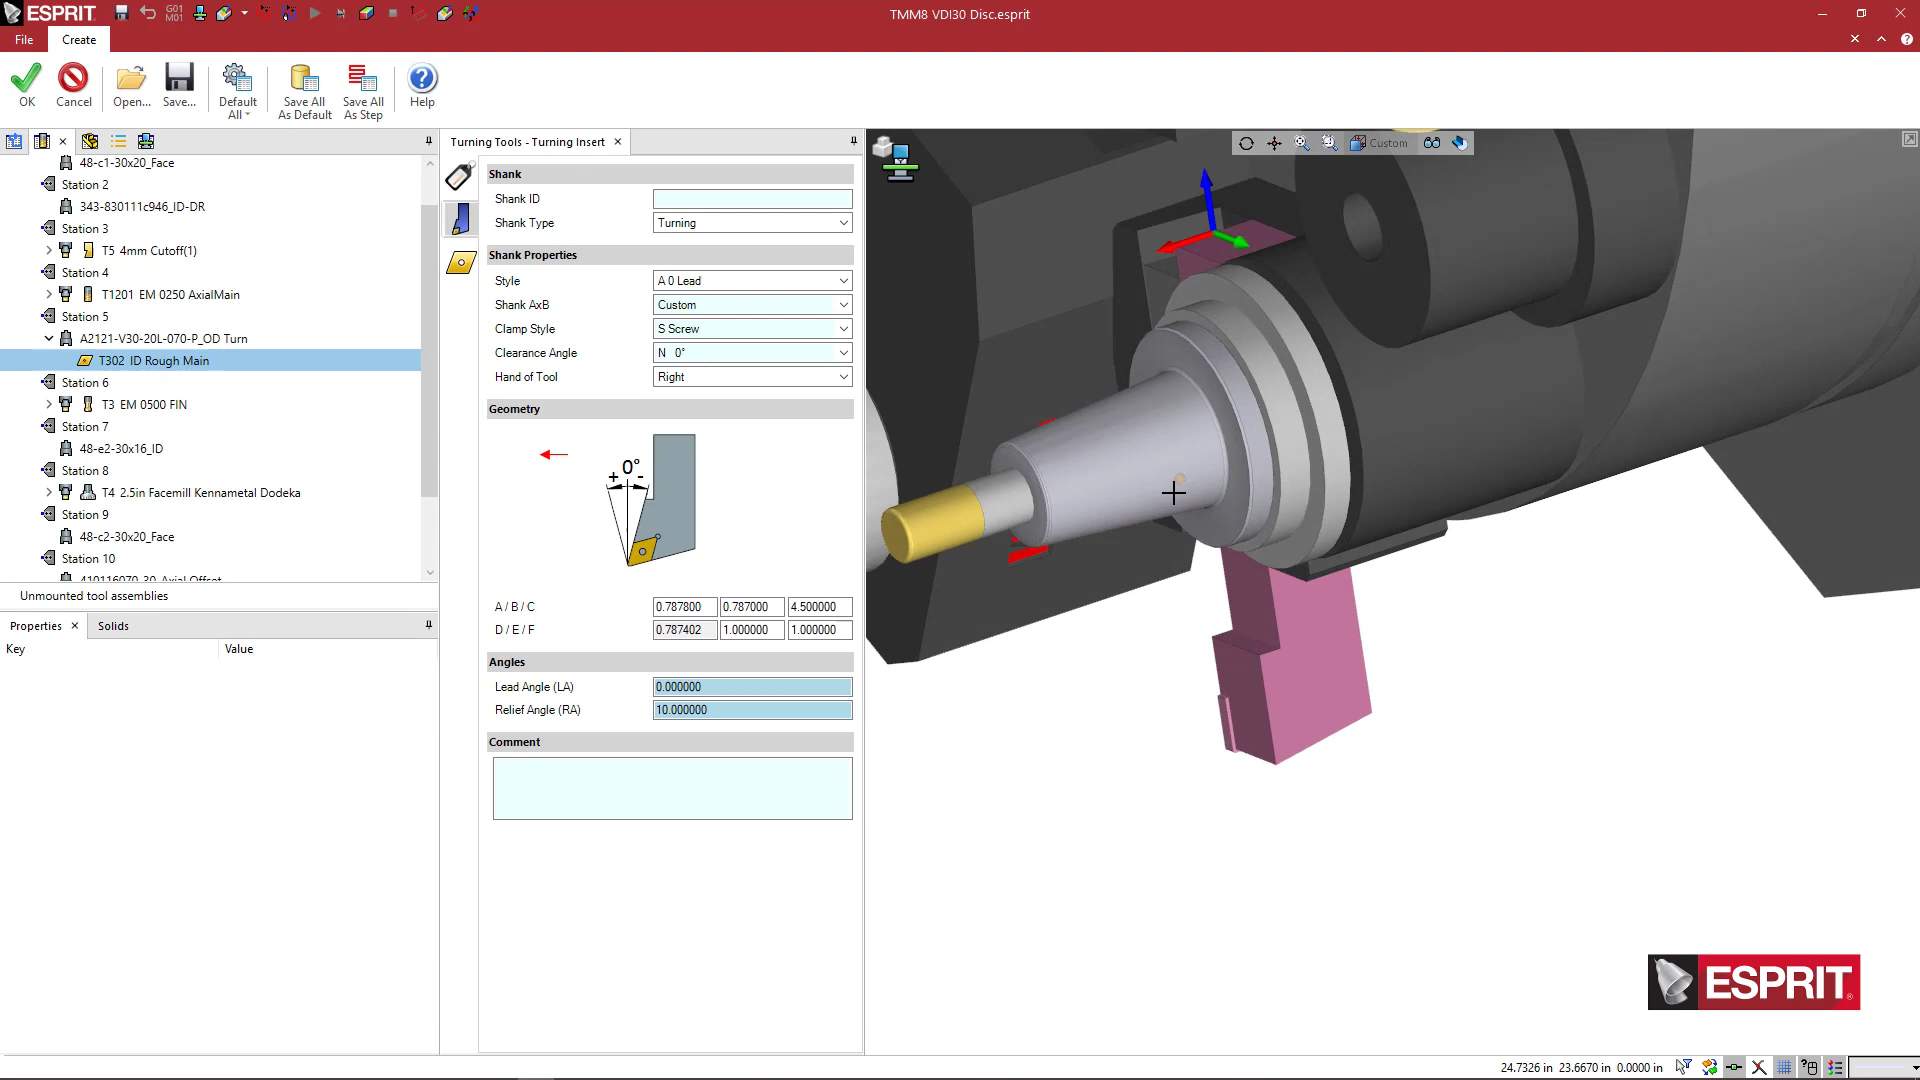 ESPRIT
G01
M01
TMM8 VDI30 Disc.esprit
File
Create
OK
Cancel
Open...
Save...
Default
All
Save All
As Default
Save All
As Step
Help
48-c1-30x20_Face
Station 2
343-830111c946_ID-DR
Station 3
T5 4mm Cutoff(1)
Station 4
T1201 EM 0250 AxialMain
Station 5
A2121-V30-20L-070-P_OD Turn
T302 ID Rough Main
Station 6
T3 EM 0500 FIN
Station 7
48-e2-30x16_ID
Station 8
T4 2.5in Facemill Kennametal Dodeka
Station 9
48-c2-30x20_Face
Station 10
410116070-30 Axial Offset
Unmounted tool assemblies
Properties
Solids
Key
Value
Turning Tools - Turning Insert
Shank
Shank ID
Shank Type
Turning
Shank Properties
Style
A 0 Lead
Shank AxB
Custom
Clamp Style
S Screw
Clearance Angle
N 0°
Hand of Tool
Right
Geometry
0°
+ -
A / B / C
0.787800
0.787000
4.500000
D / E / F
0.787402
1.000000
1.000000
Angles
Lead Angle (LA)
0.000000
Relief Angle (RA)
10.000000
Comment
Custom
ESPRIT®
24.7326 in 23.6670 in 0.0000 in